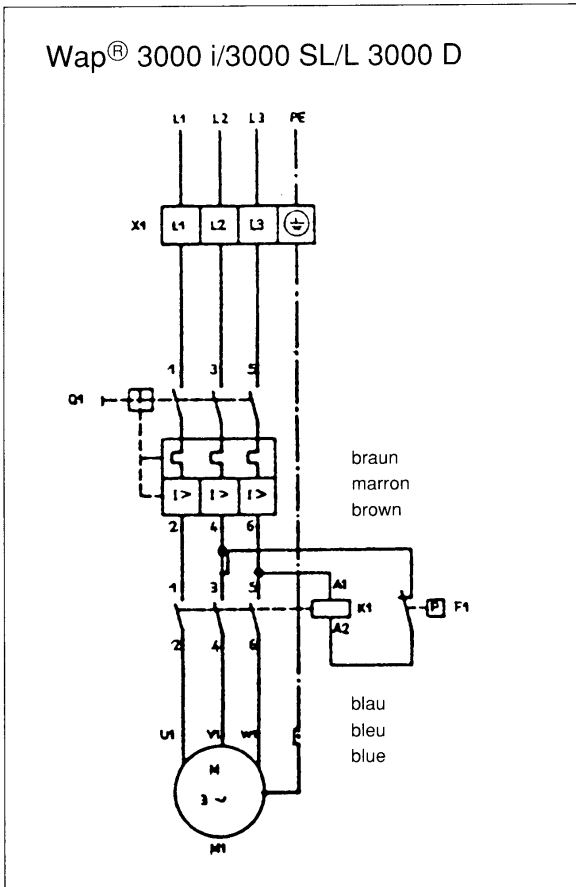 Wap® 3000 i/3000 SL/L 3000 D
L1 L2 L3 PE
X1 L1 L2 L3
1 3 5
Q1
braun
marron
brown
I> I> I>
2 4 6
1 3 5 A1
K1 P F1
A2
2 4 6
blau
bleu
blue
U1 V1 W1
M
3 ~
M1